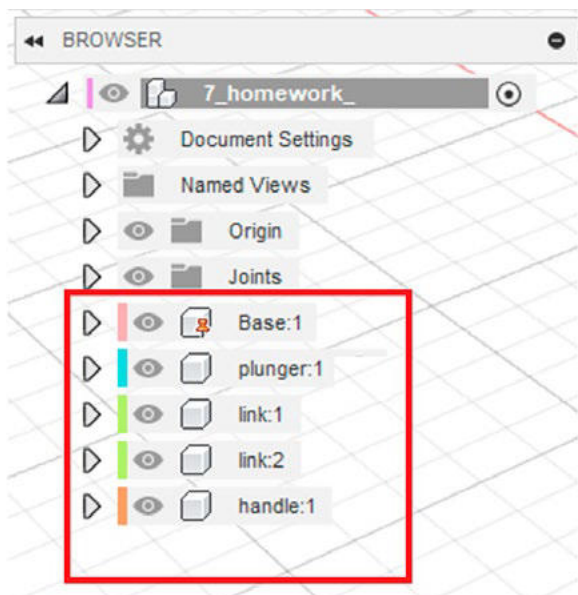 BROWSER
7_homework_
Document Settings
Named Views
Origin
Joints
Base:1
plunger:1
link:1
link:2
handle:1